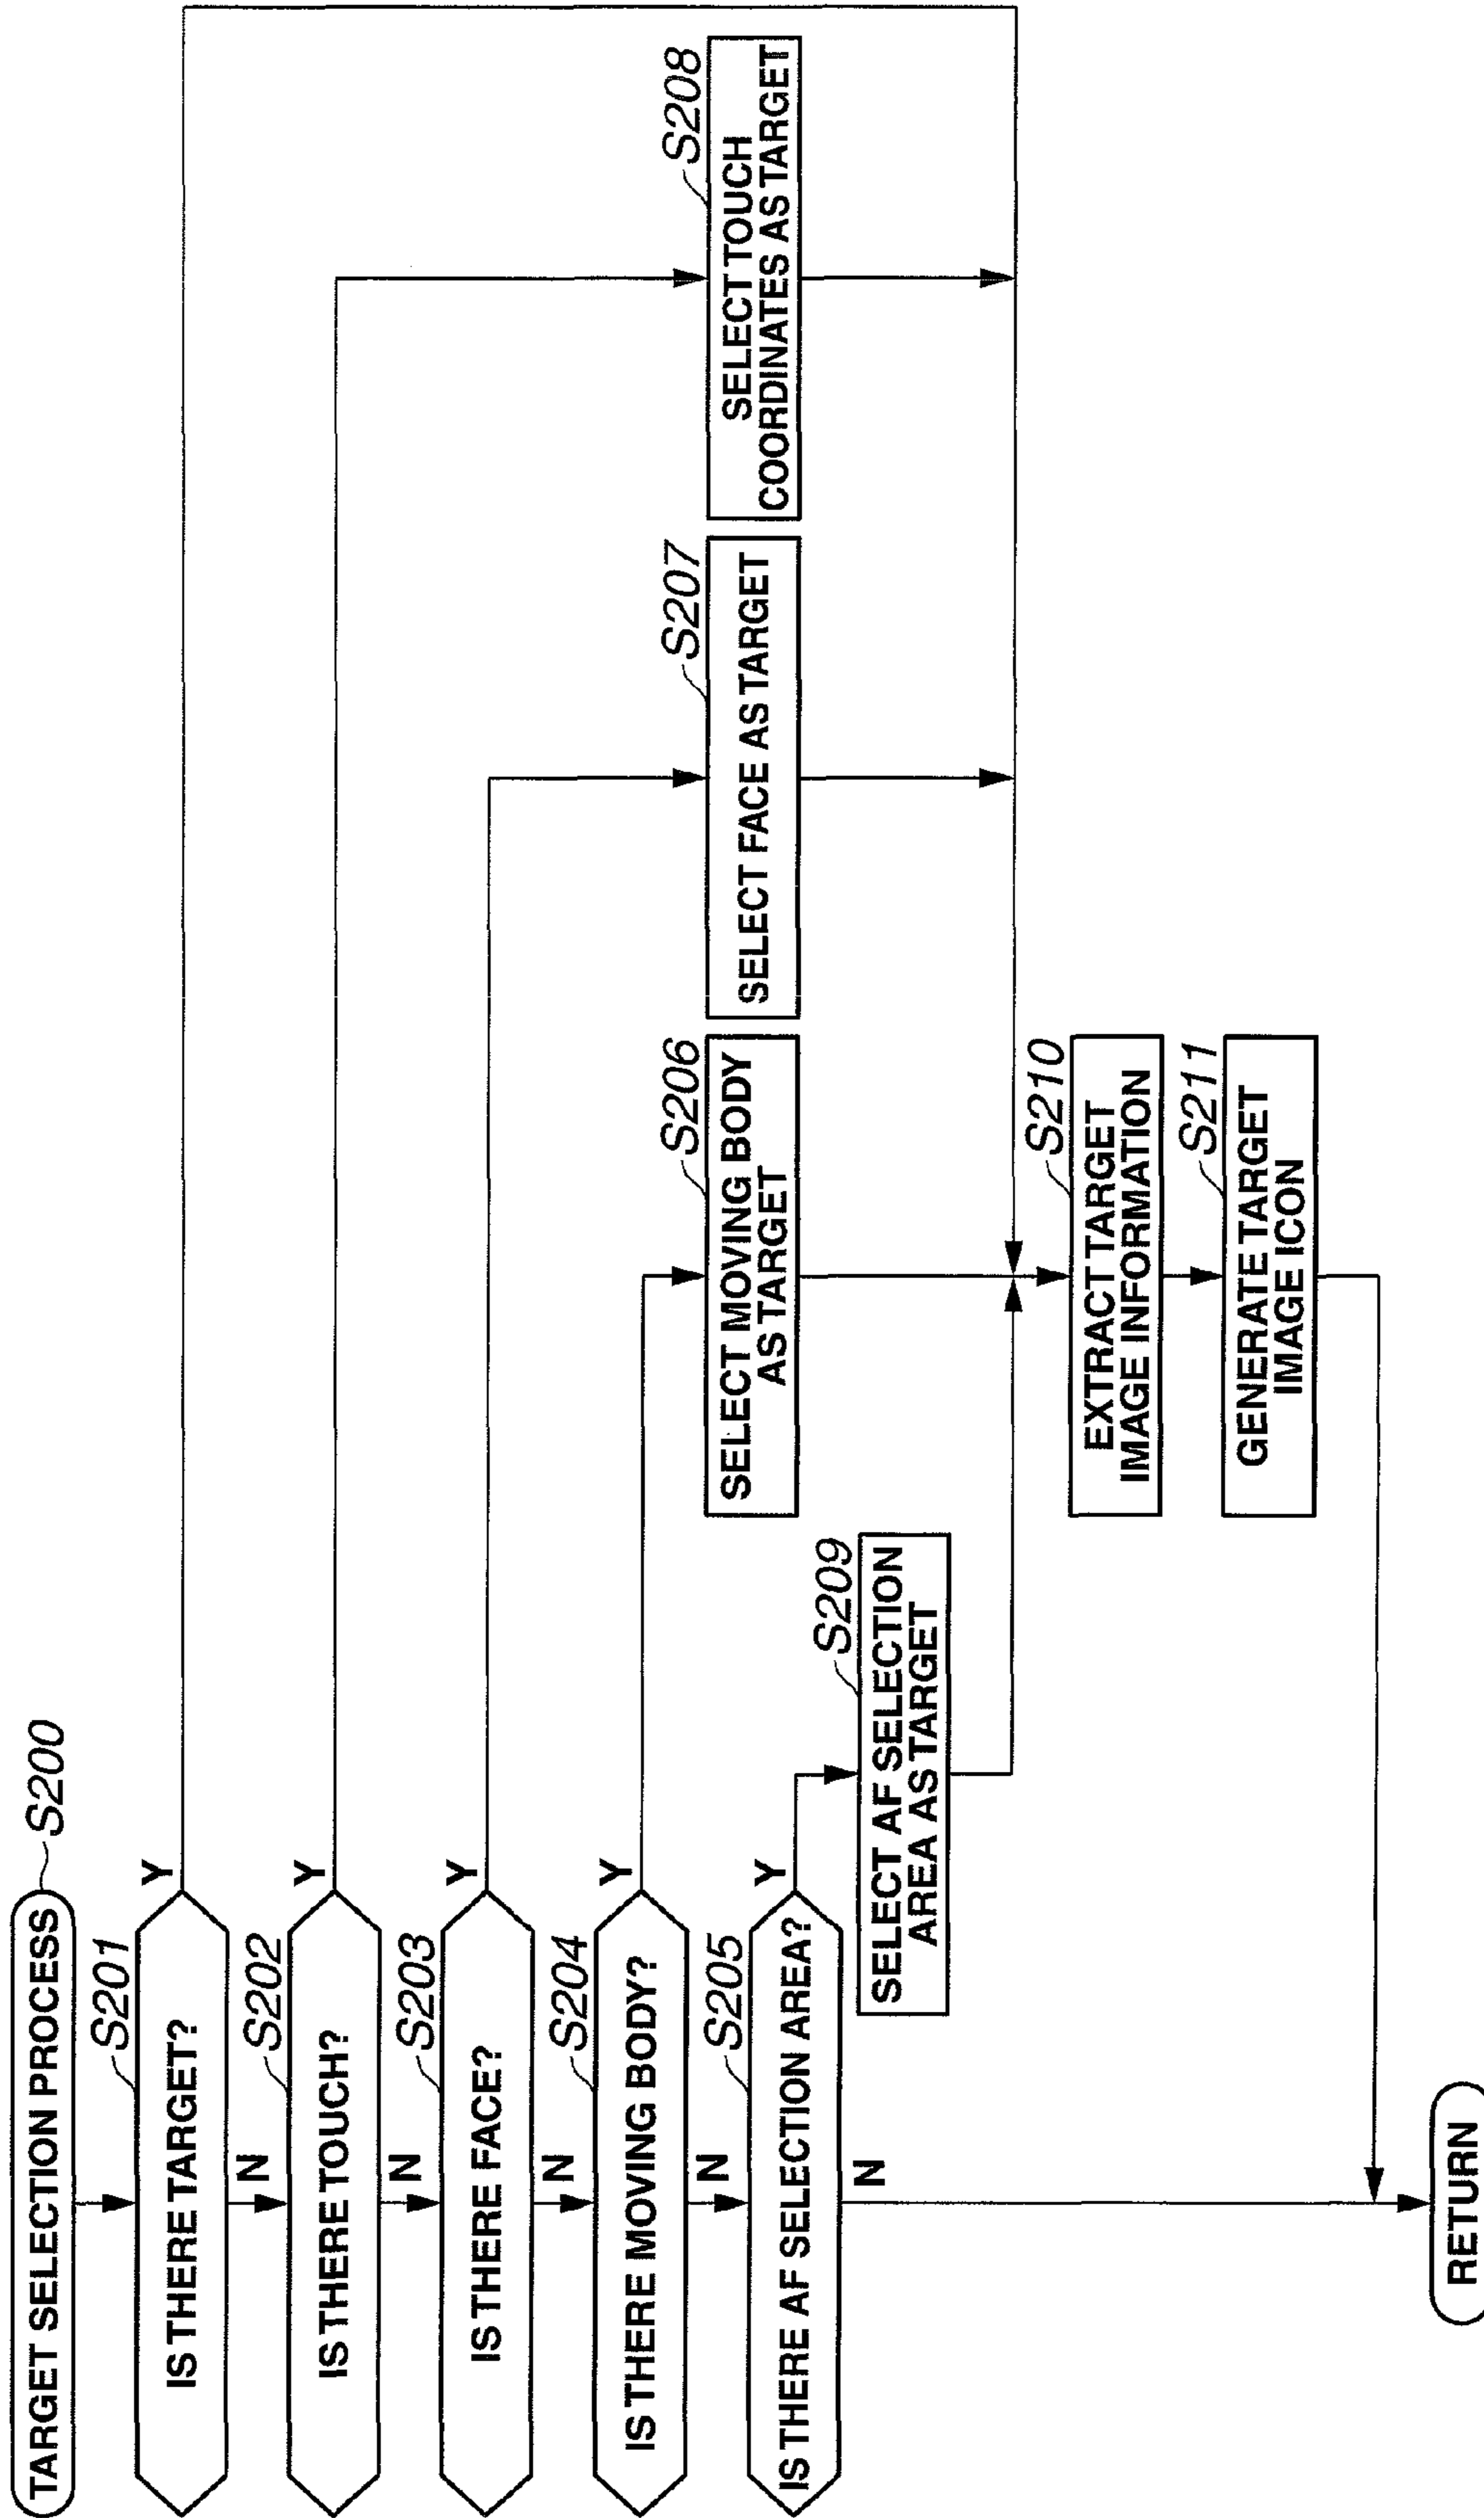 TARGET SELECTION PROCESS
S200
S201
IS THERE TARGET?
Y
N
S202
IS THERE TOUCH?
Y
N
S203
IS THERE FACE?
Y
N
S204
IS THERE MOVING BODY?
Y
N
S205
IS THERE AF SELECTION AREA?
Y
N
S206
SELECT MOVING BODY
AS TARGET
S207
SELECT FACE AS TARGET
S208
SELECT TOUCH
COORDINATES AS TARGET
S209
SELECT AF SELECTION
AREA AS TARGET
S210
EXTRACT TARGET
IMAGE INFORMATION
S211
GENERATE TARGET
IMAGE ICON
RETURN